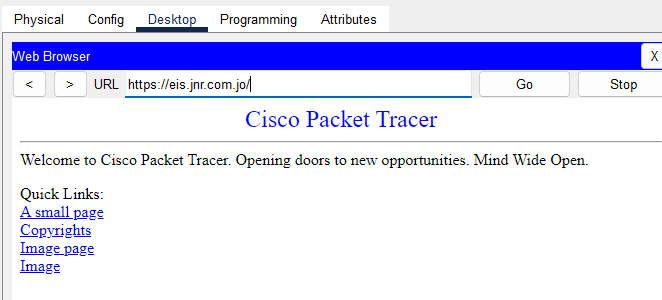 Physical Config Desktop Programming Attributes
Web Browser X
< > URL https://eis.jnr.com.jo/ Go Stop
Cisco Packet Tracer
Welcome to Cisco Packet Tracer. Opening doors to new opportunities. Mind Wide Open.
Quick Links:
A small page
Copyrights
Image page
Image